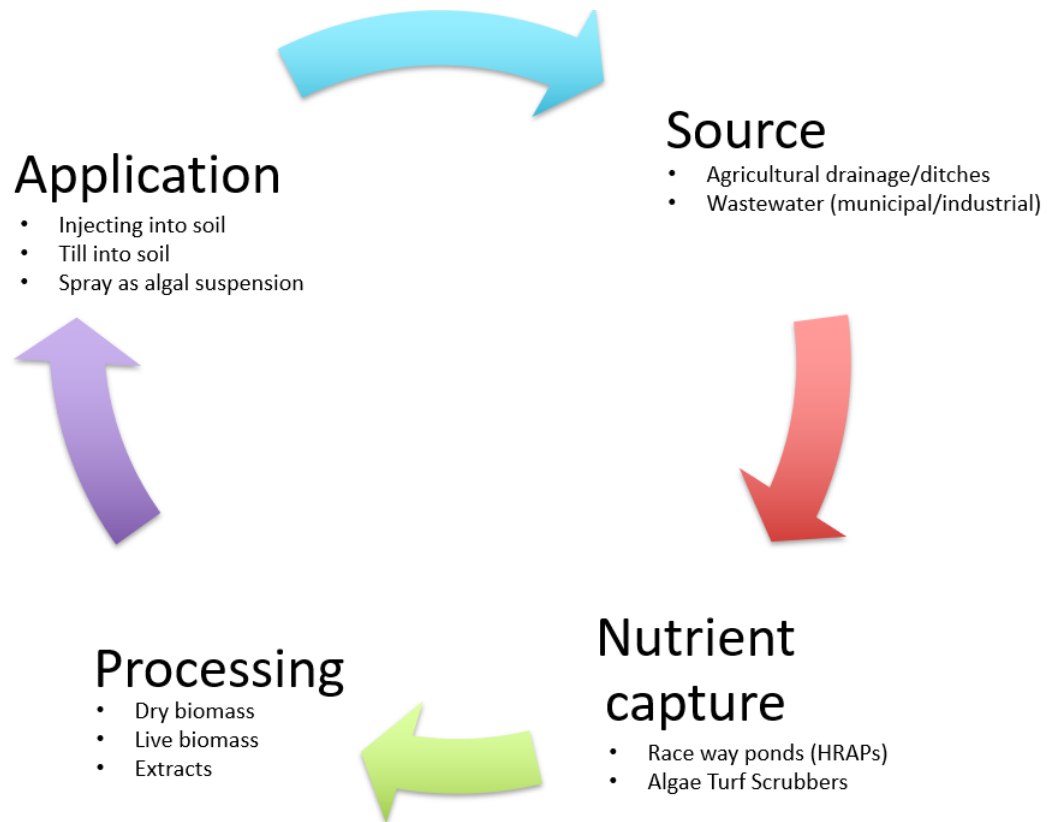 Application
• Injecting into soil
• Till into soil
• Spray as algal suspension
Source
• Agricultural drainage/ditches
• Wastewater (municipal/industrial)
Nutrient
capture
• Race way ponds (HRAPs)
• Algae Turf Scrubbers
Processing
• Dry biomass
• Live biomass
• Extracts